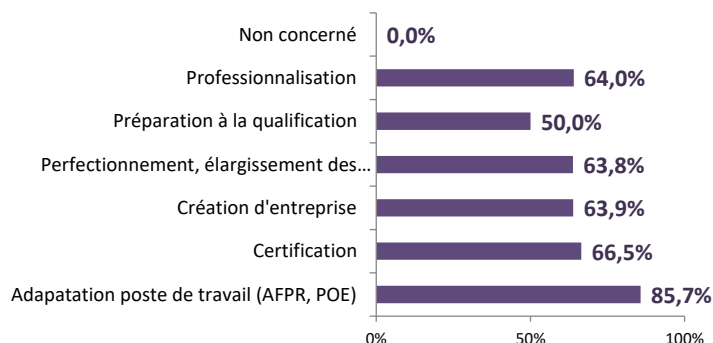 Non concerné 0,0%
Professionnalisation 64,0%
Préparation à la qualification 50,0%
Perfectionnement, élargissement des... 63,8%
Création d'entreprise 63,9%
Certification 66,5%
Adapatation poste de travail (AFPR, POE) 85,7%
0% 50% 100%